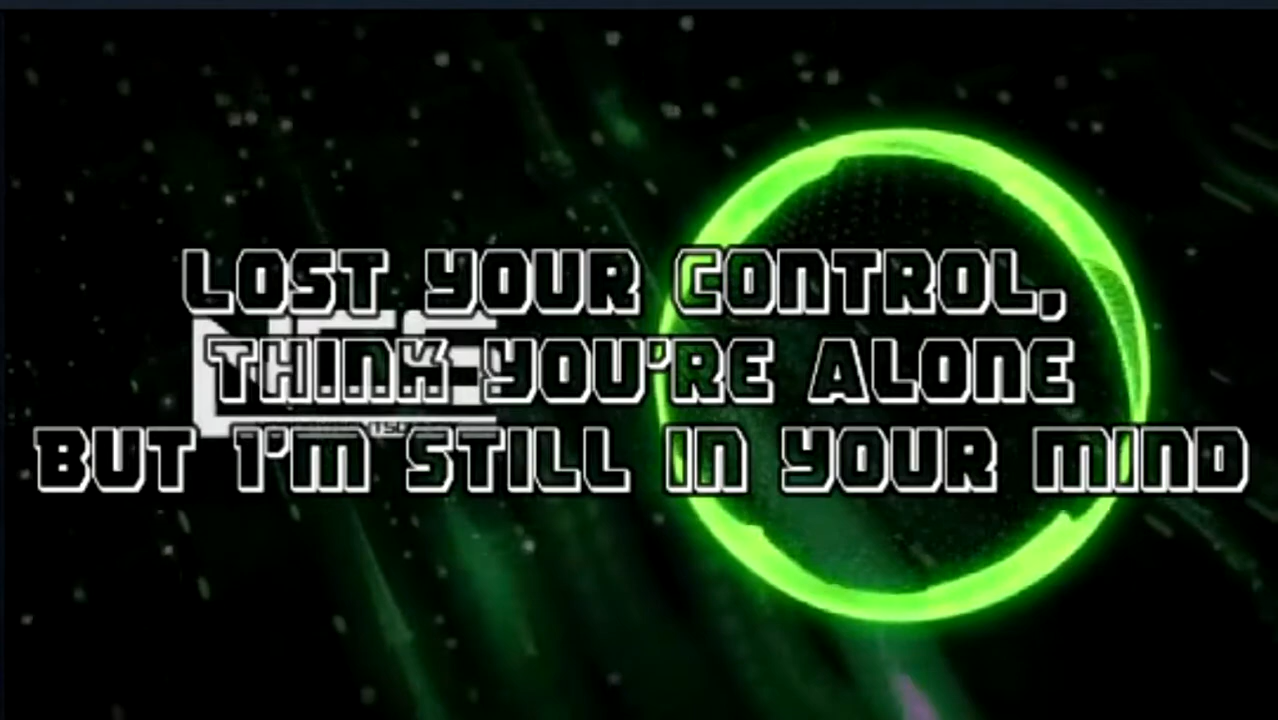 LOST YOUR CONTROL,
THINK YOU'RE ALONE
BUT I'M STILL IN YOUR MIND